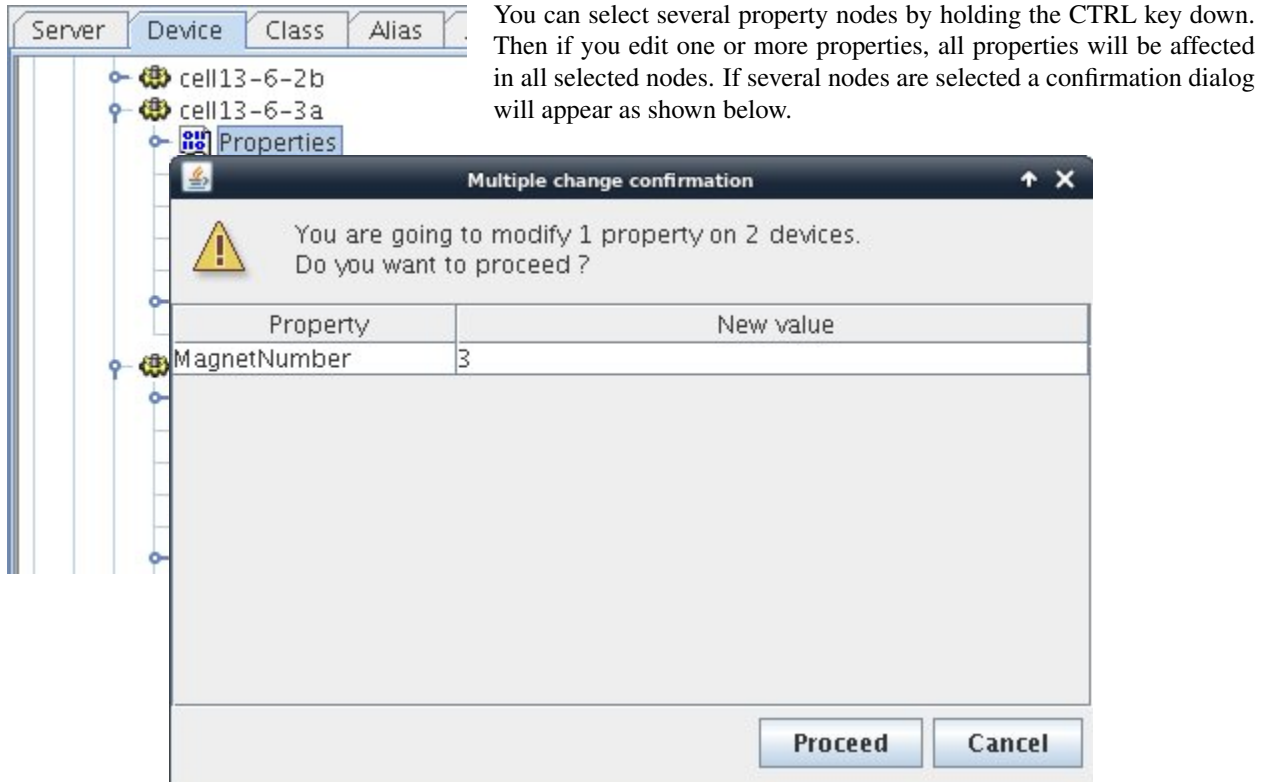 Server Device Class Alias
You can select several property nodes by holding the CTRL key down.
Then if you edit one or more properties, all properties will be affected
in all selected nodes. If several nodes are selected a confirmation dialog
will appear as shown below.
cell13-6-2b
cell13-6-3a
Properties
Multiple change confirmation
You are going to modify 1 property on 2 devices.
Do you want to proceed ?
Property New value
MagnetNumber 3
Proceed Cancel